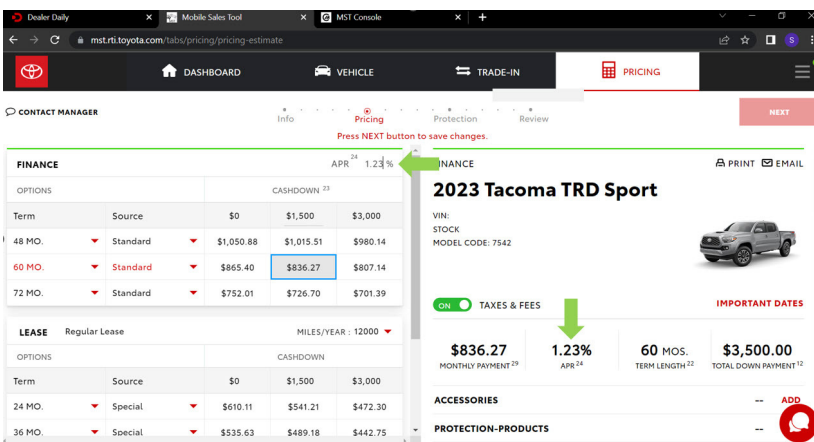 Dealer Daily
Mobile Sales Tool
MST Console
mst.rti.toyota.com/tabs/pricing/pricing-estimate
S
DASHBOARD
VEHICLE
TRADE-IN
PRICING
CONTACT MANAGER
Info
Pricing
Protection
Review
NEXT
Press NEXT button to save changes.
FINANCE APR 24 1.23 %
OPTIONS CASHDOWN 23
Term Source $0 $1,500 $3,000
48 MO. Standard $1,050.88 $1,015.51 $980.14
60 MO. Standard $865.40 $836.27 $807.14
72 MO. Standard $752.01 $726.70 $701.39
LEASE Regular Lease MILES/YEAR : 12000
OPTIONS CASHDOWN
Term Source $0 $1,500 $3,000
24 MO. Special $610.11 $541.21 $472.30
36 MO. Special $535.63 $489.18 $442.75
INANCE
PRINT EMAIL
2023 Tacoma TRD Sport
VIN:
STOCK
MODEL CODE: 7542
ON TAXES & FEES
IMPORTANT DATES
$836.27 1.23% 60 MOS. $3,500.00
MONTHLY PAYMENT 29 APR 24 TERM LENGTH 22 TOTAL DOWN PAYMENT 12
ACCESSORIES -- ADD
PROTECTION-PRODUCTS --